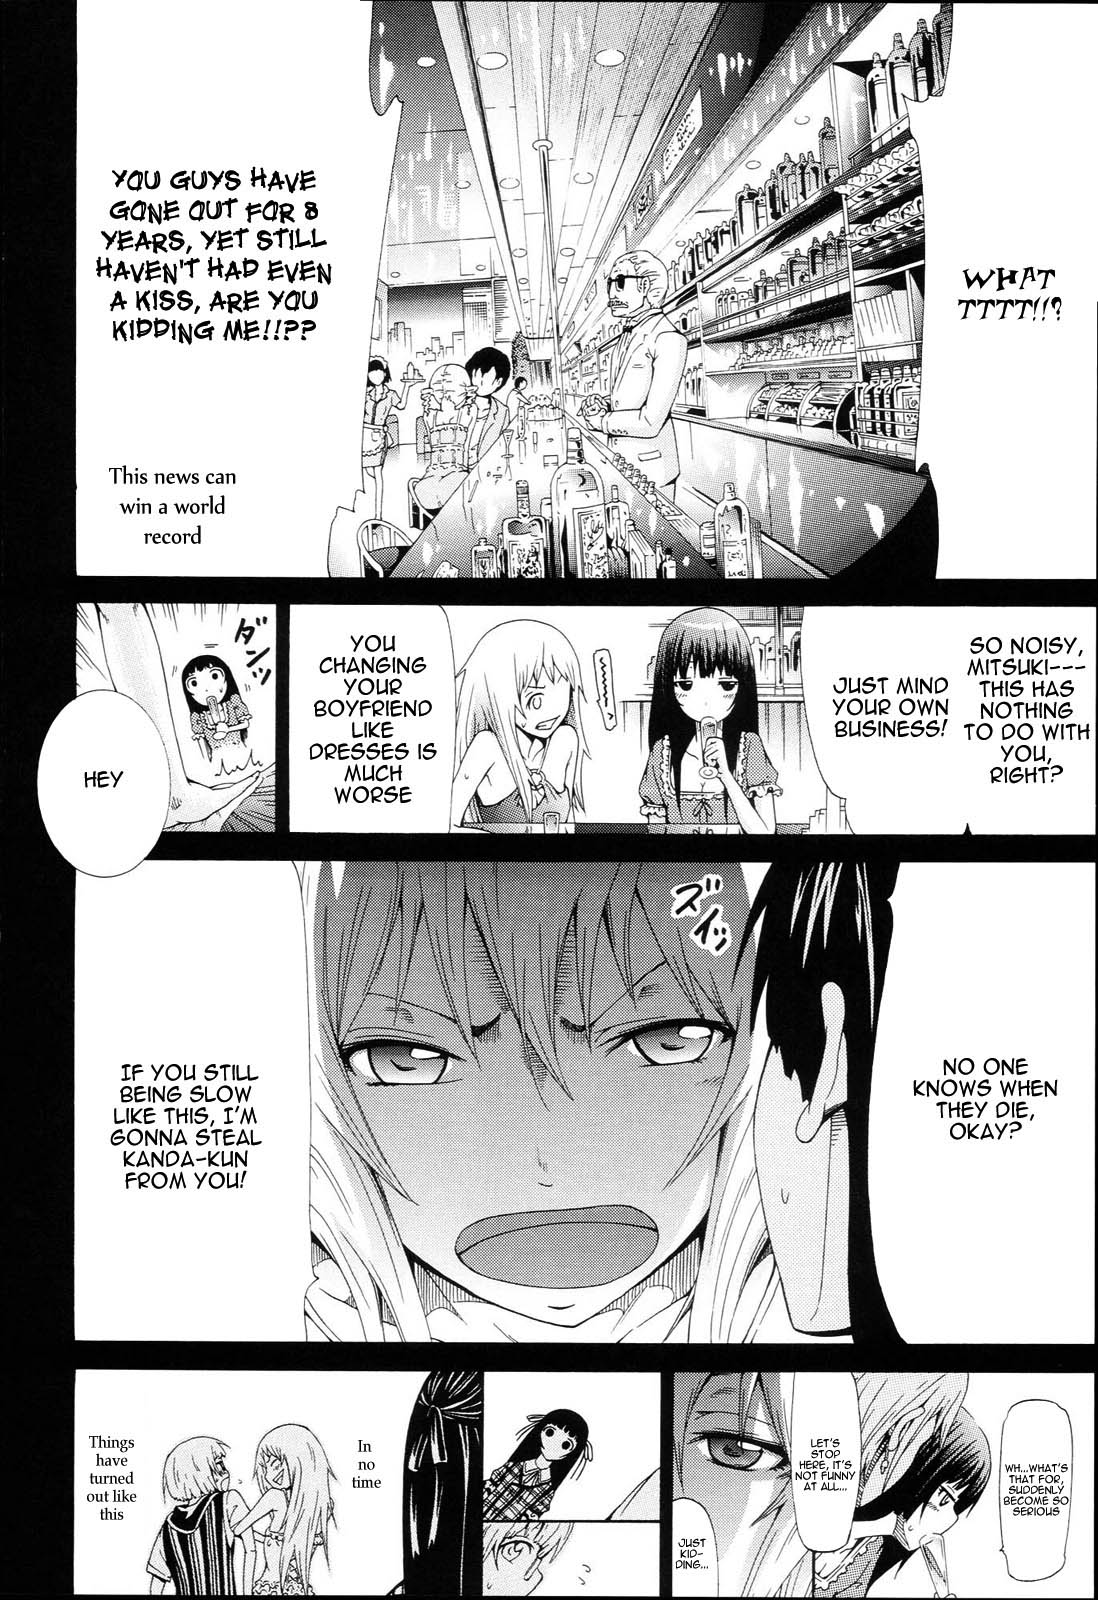 WHAT
TTTT!!?
YOU GUYS HAVE
GONE OUT FOR 8
YEARS, YET STILL
HAVEN'T HAD EVEN
A KISS, ARE YOU
KIDDING ME!!??
This news can
win a world
record
SO NOISY,
MITSUKI---
THIS HAS
NOTHING
TO DO WITH
YOU,
RIGHT?
JUST MIND
YOUR OWN
BUSINESS!
YOU
CHANGING
YOUR
BOYFRIEND
LIKE
DRESSES IS
MUCH
WORSE
ダンッ
HEY
ズイッ
NO ONE
KNOWS WHEN
THEY DIE,
OKAY?
IF YOU STILL
BEING SLOW
LIKE THIS, I'M
GONNA STEAL
KANDA-KUN
FROM YOU!
WH...WHAT'S
THAT FOR,
SUDDENLY
BECOME SO
SERIOUS
LET'S
STOP
HERE, IT'S
NOT FUNNY
AT ALL...
JUST
KID-
DING...
In
no
time
Things
have
turned
out like
this